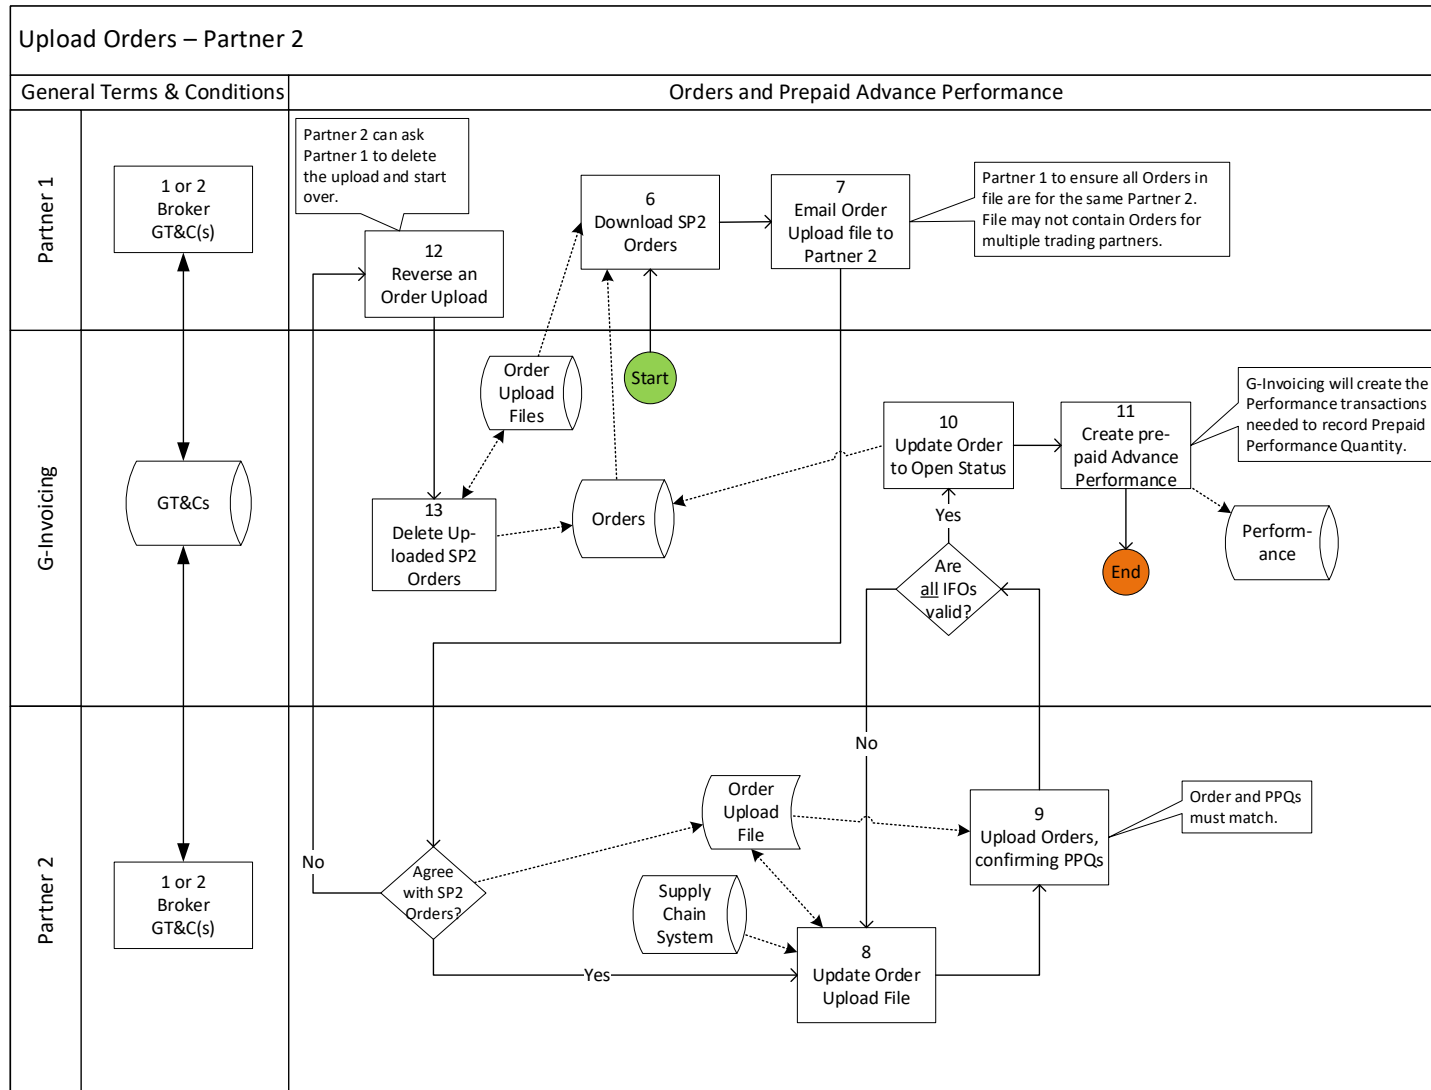 Upload Orders – Partner 2
General Terms & Conditions
Orders and Prepaid Advance Performance
Partner 1
1 or 2
Broker
GT&C(s)
Partner 2 can ask
Partner 1 to delete
the upload and start
over.
12
Reverse an
Order Upload
6
Download SP2
Orders
7
Email Order
Upload file to
Partner 2
Partner 1 to ensure all Orders in
file are for the same Partner 2.
File may not contain Orders for
multiple trading partners.
G-Invoicing
GT&Cs
Order
Upload
Files
Start
13
Delete Up-
loaded SP2
Orders
Orders
10
Update Order
to Open Status
11
Create pre-
paid Advance
Performance
G-Invoicing will create the
Performance transactions
needed to record Prepaid
Performance Quantity.
Yes
Are
all IFOs
valid?
End
Perform-
ance
Partner 2
1 or 2
Broker
GT&C(s)
No
Agree
with SP2
Orders?
Yes
Order
Upload
File
Supply
Chain
System
No
8
Update Order
Upload File
9
Upload Orders,
confirming PPQs
Order and PPQs
must match.